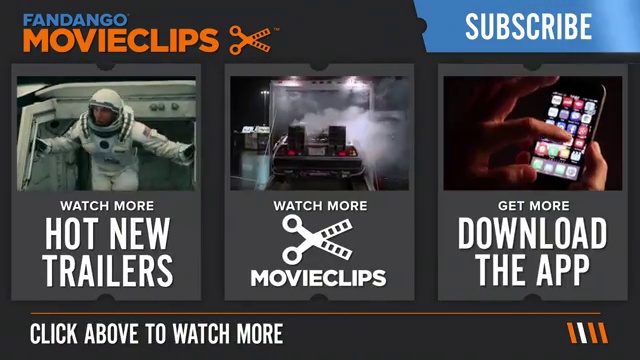 FANDANGO
MOVIECLIPS™
SUBSCRIBE
WATCH MORE
HOT NEW
TRAILERS
WATCH MORE
MOVIECLIPS
GET MORE
DOWNLOAD
THE APP
CLICK ABOVE TO WATCH MORE